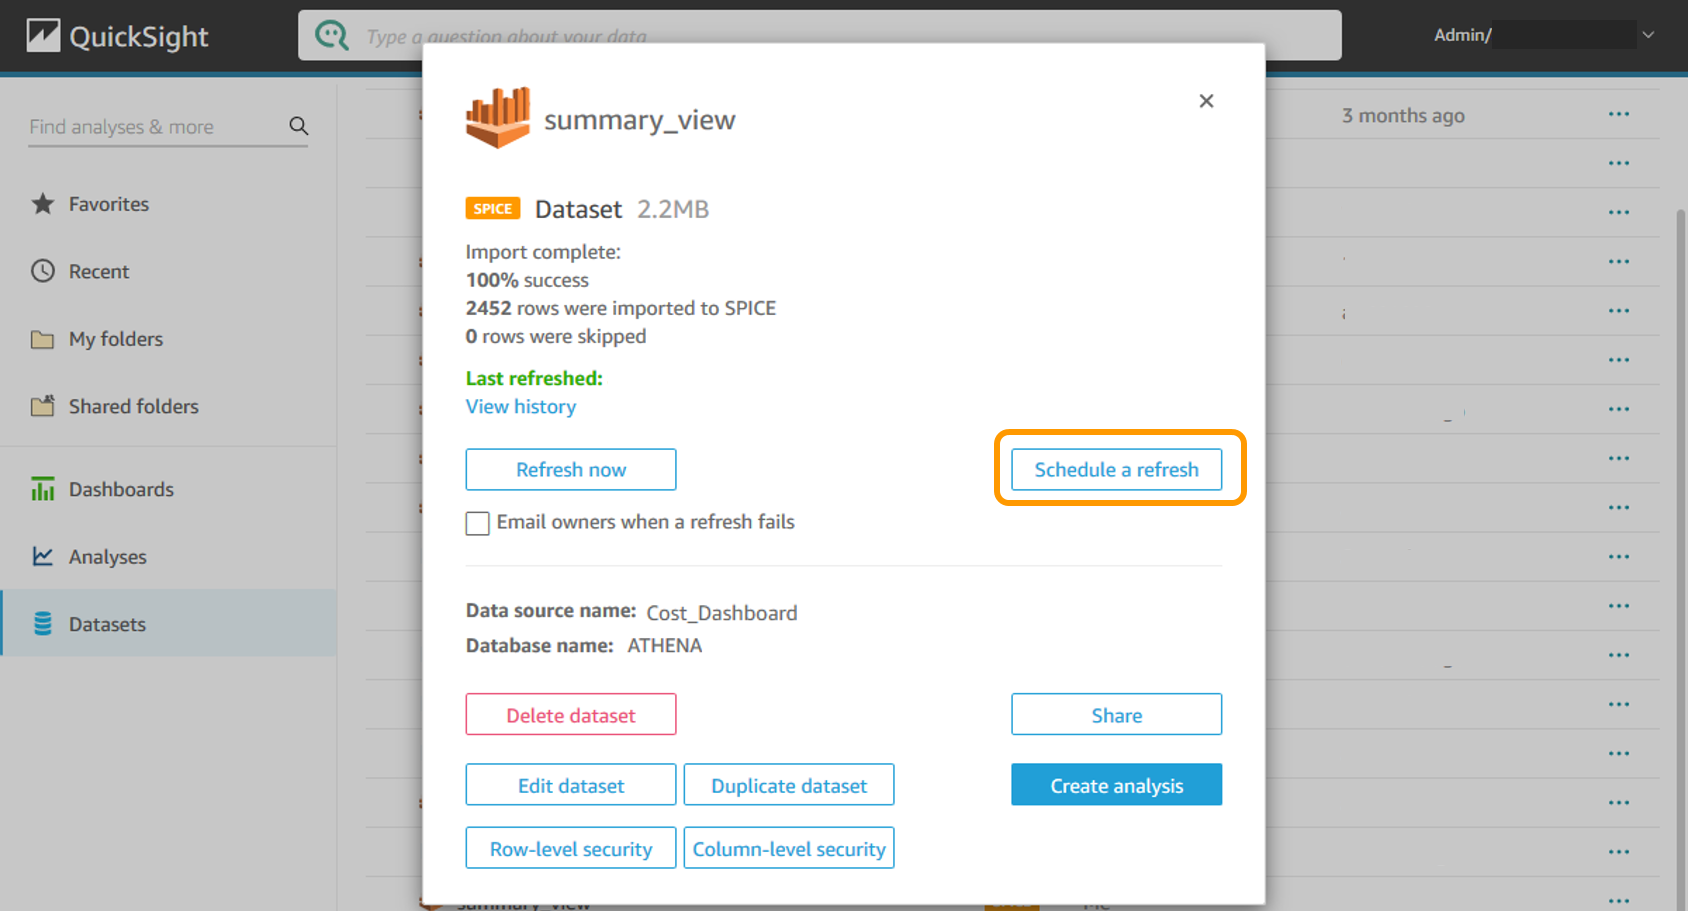 QuickSight
Type a question about your data
Admin/
Find analyses & more
Favorites
Recent
My folders
Shared folders
Dashboards
Analyses
Datasets
3 months ago
summary_view
SPICE Dataset 2.2MB
Import complete:
100% success
2452 rows were imported to SPICE
0 rows were skipped
Last refreshed:
View history
Refresh now
Schedule a refresh
Email owners when a refresh fails
Data source name: Cost_Dashboard
Database name: ATHENA
Delete dataset
Share
Edit dataset
Duplicate dataset
Create analysis
Row-level security
Column-level security
summary_view
Me